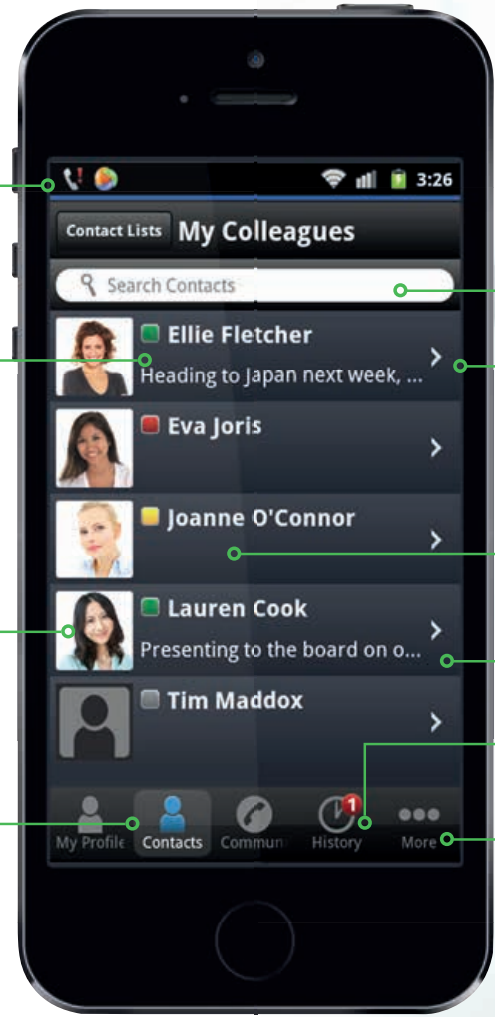 3:26
Contact Lists My Colleagues
Search Contacts
Ellie Fletcher
Heading to Japan next week, ...
Eva Joris
Joanne O'Connor
Lauren Cook
Presenting to the board on o...
Tim Maddox
1
My Profile Contacts Commun History More